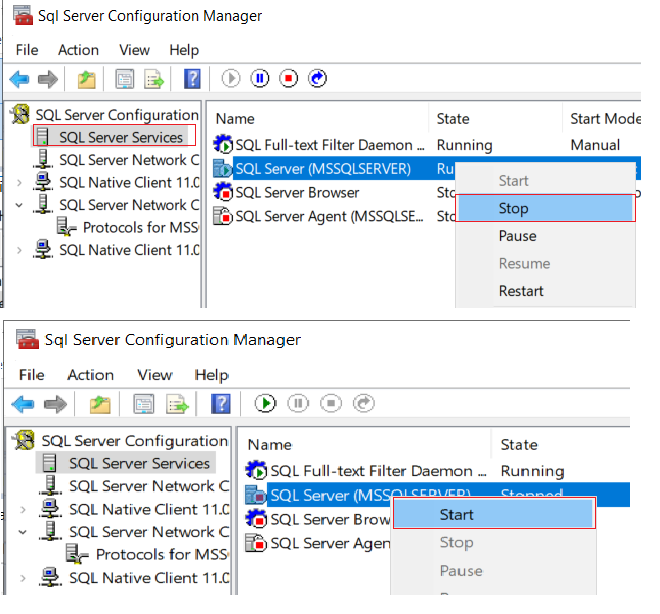 Sql Server Configuration Manager
File Action View Help
SQL Server Configuration Name State Start Mode
SQL Server Services SQL Full-text Filter Daemon ... Running Manual
SQL Server Network C SQL Server (MSSQLSERVER) Ru
Start
SQL Native Client 11.0 SQL Server Browser Sto
SQL Server Network C SQL Server Agent (MSSQLSE... Sto Stop
Protocols for MSS Pause
SQL Native Client 11.0 Resume
Restart
Sql Server Configuration Manager
File Action View Help
SQL Server Configuration Name State
SQL Server Services SQL Full-text Filter Daemon ... Running
SQL Server Network C SQL Server (MSSQLSERVER) Stopped
SQL Native Client 11.0 SQL Server Brow Start
SQL Server Network C SQL Server Agen Stop
Protocols for MSS Pause
SQL Native Client 11.0